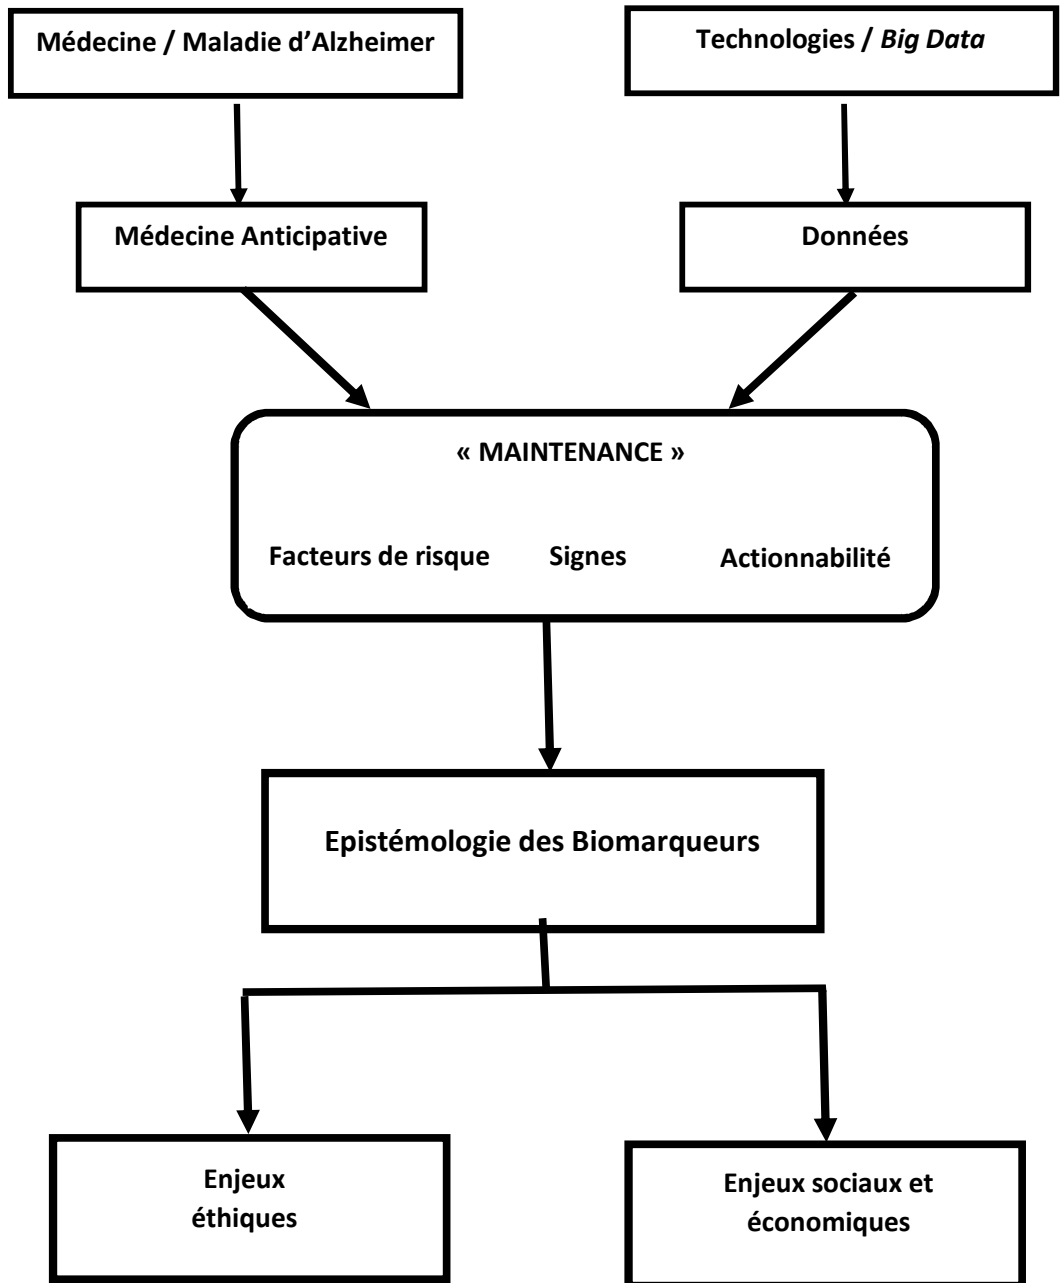 Médecine / Maladie d’Alzheimer
Technologies / Big Data
Médecine Anticipative
Données
« MAINTENANCE »
Facteurs de risque Signes Actionnabilité
Epistémologie des Biomarqueurs
Enjeux
éthiques
Enjeux sociaux et
économiques